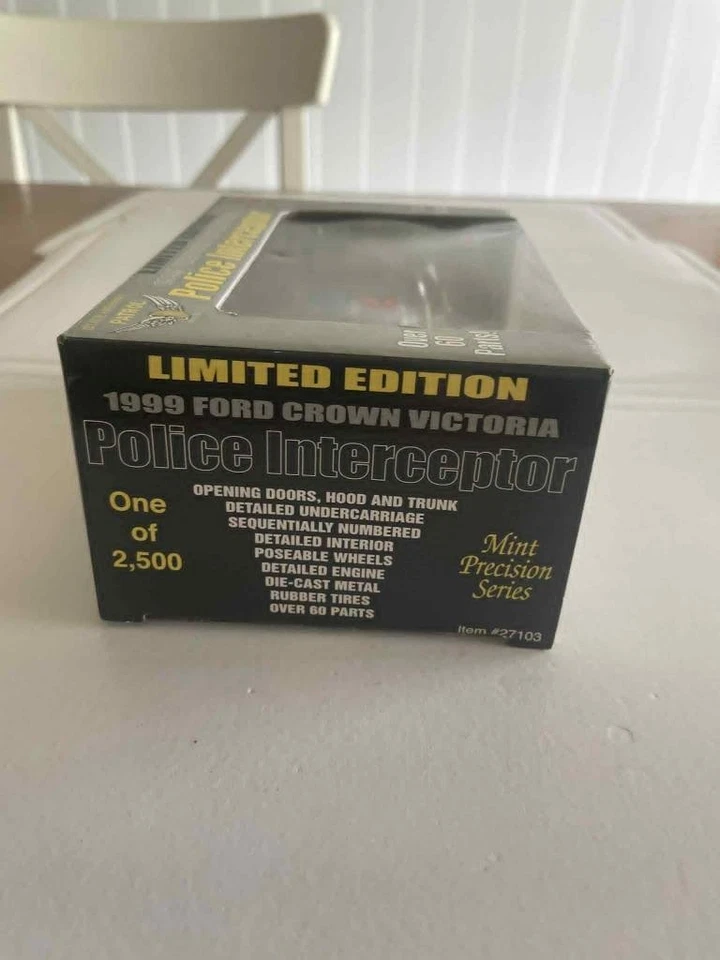 Police Interceptor
PATROL
Over
60
Parts!
LIMITED EDITION
1999 FORD CROWN VICTORIA
Police Interceptor
One
of
2,500
OPENING DOORS, HOOD AND TRUNK
DETAILED UNDERCARRIAGE
SEQUENTIALLY NUMBERED
DETAILED INTERIOR
POSEABLE WHEELS
DETAILED ENGINE
DIE-CAST METAL
RUBBER TIRES
OVER 60 PARTS
Mint
Precision
Series
Item #27103